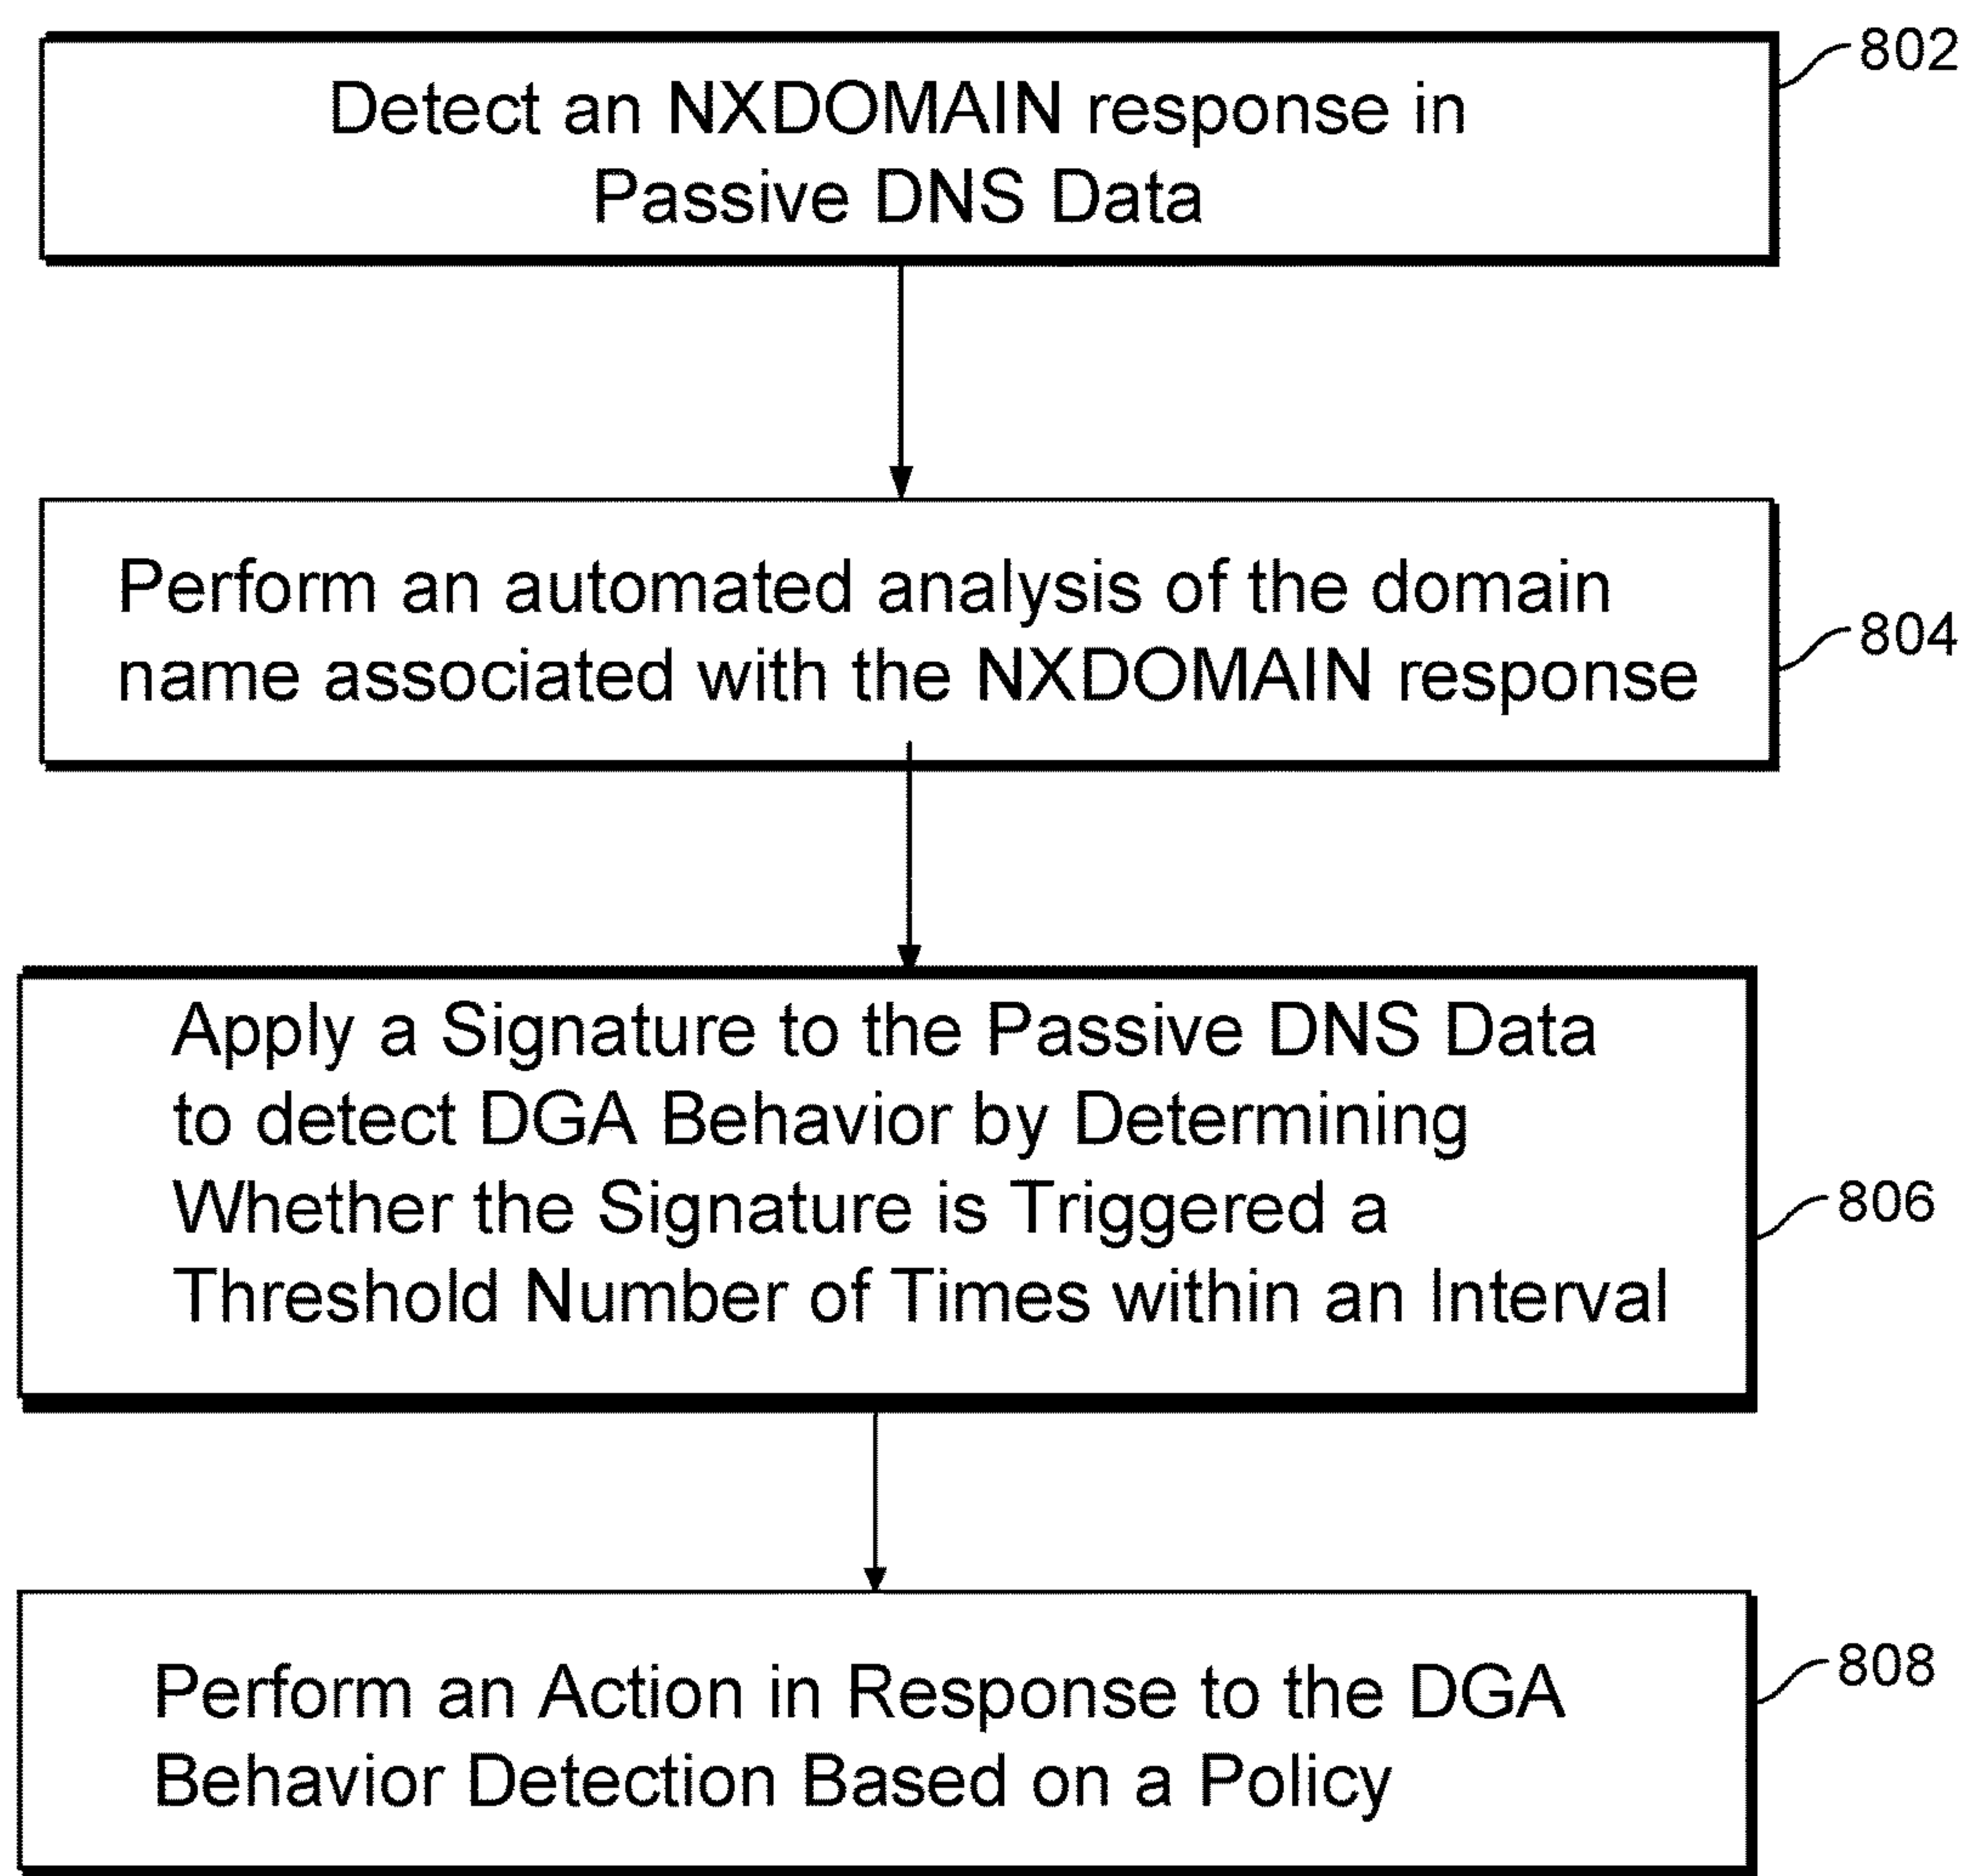 802
Detect an NXDOMAIN response in
Passive DNS Data
Perform an automated analysis of the domain
name associated with the NXDOMAIN response
804
Apply a Signature to the Passive DNS Data
to detect DGA Behavior by Determining
Whether the Signature is Triggered a
Threshold Number of Times within an Interval
806
Perform an Action in Response to the DGA
Behavior Detection Based on a Policy
808